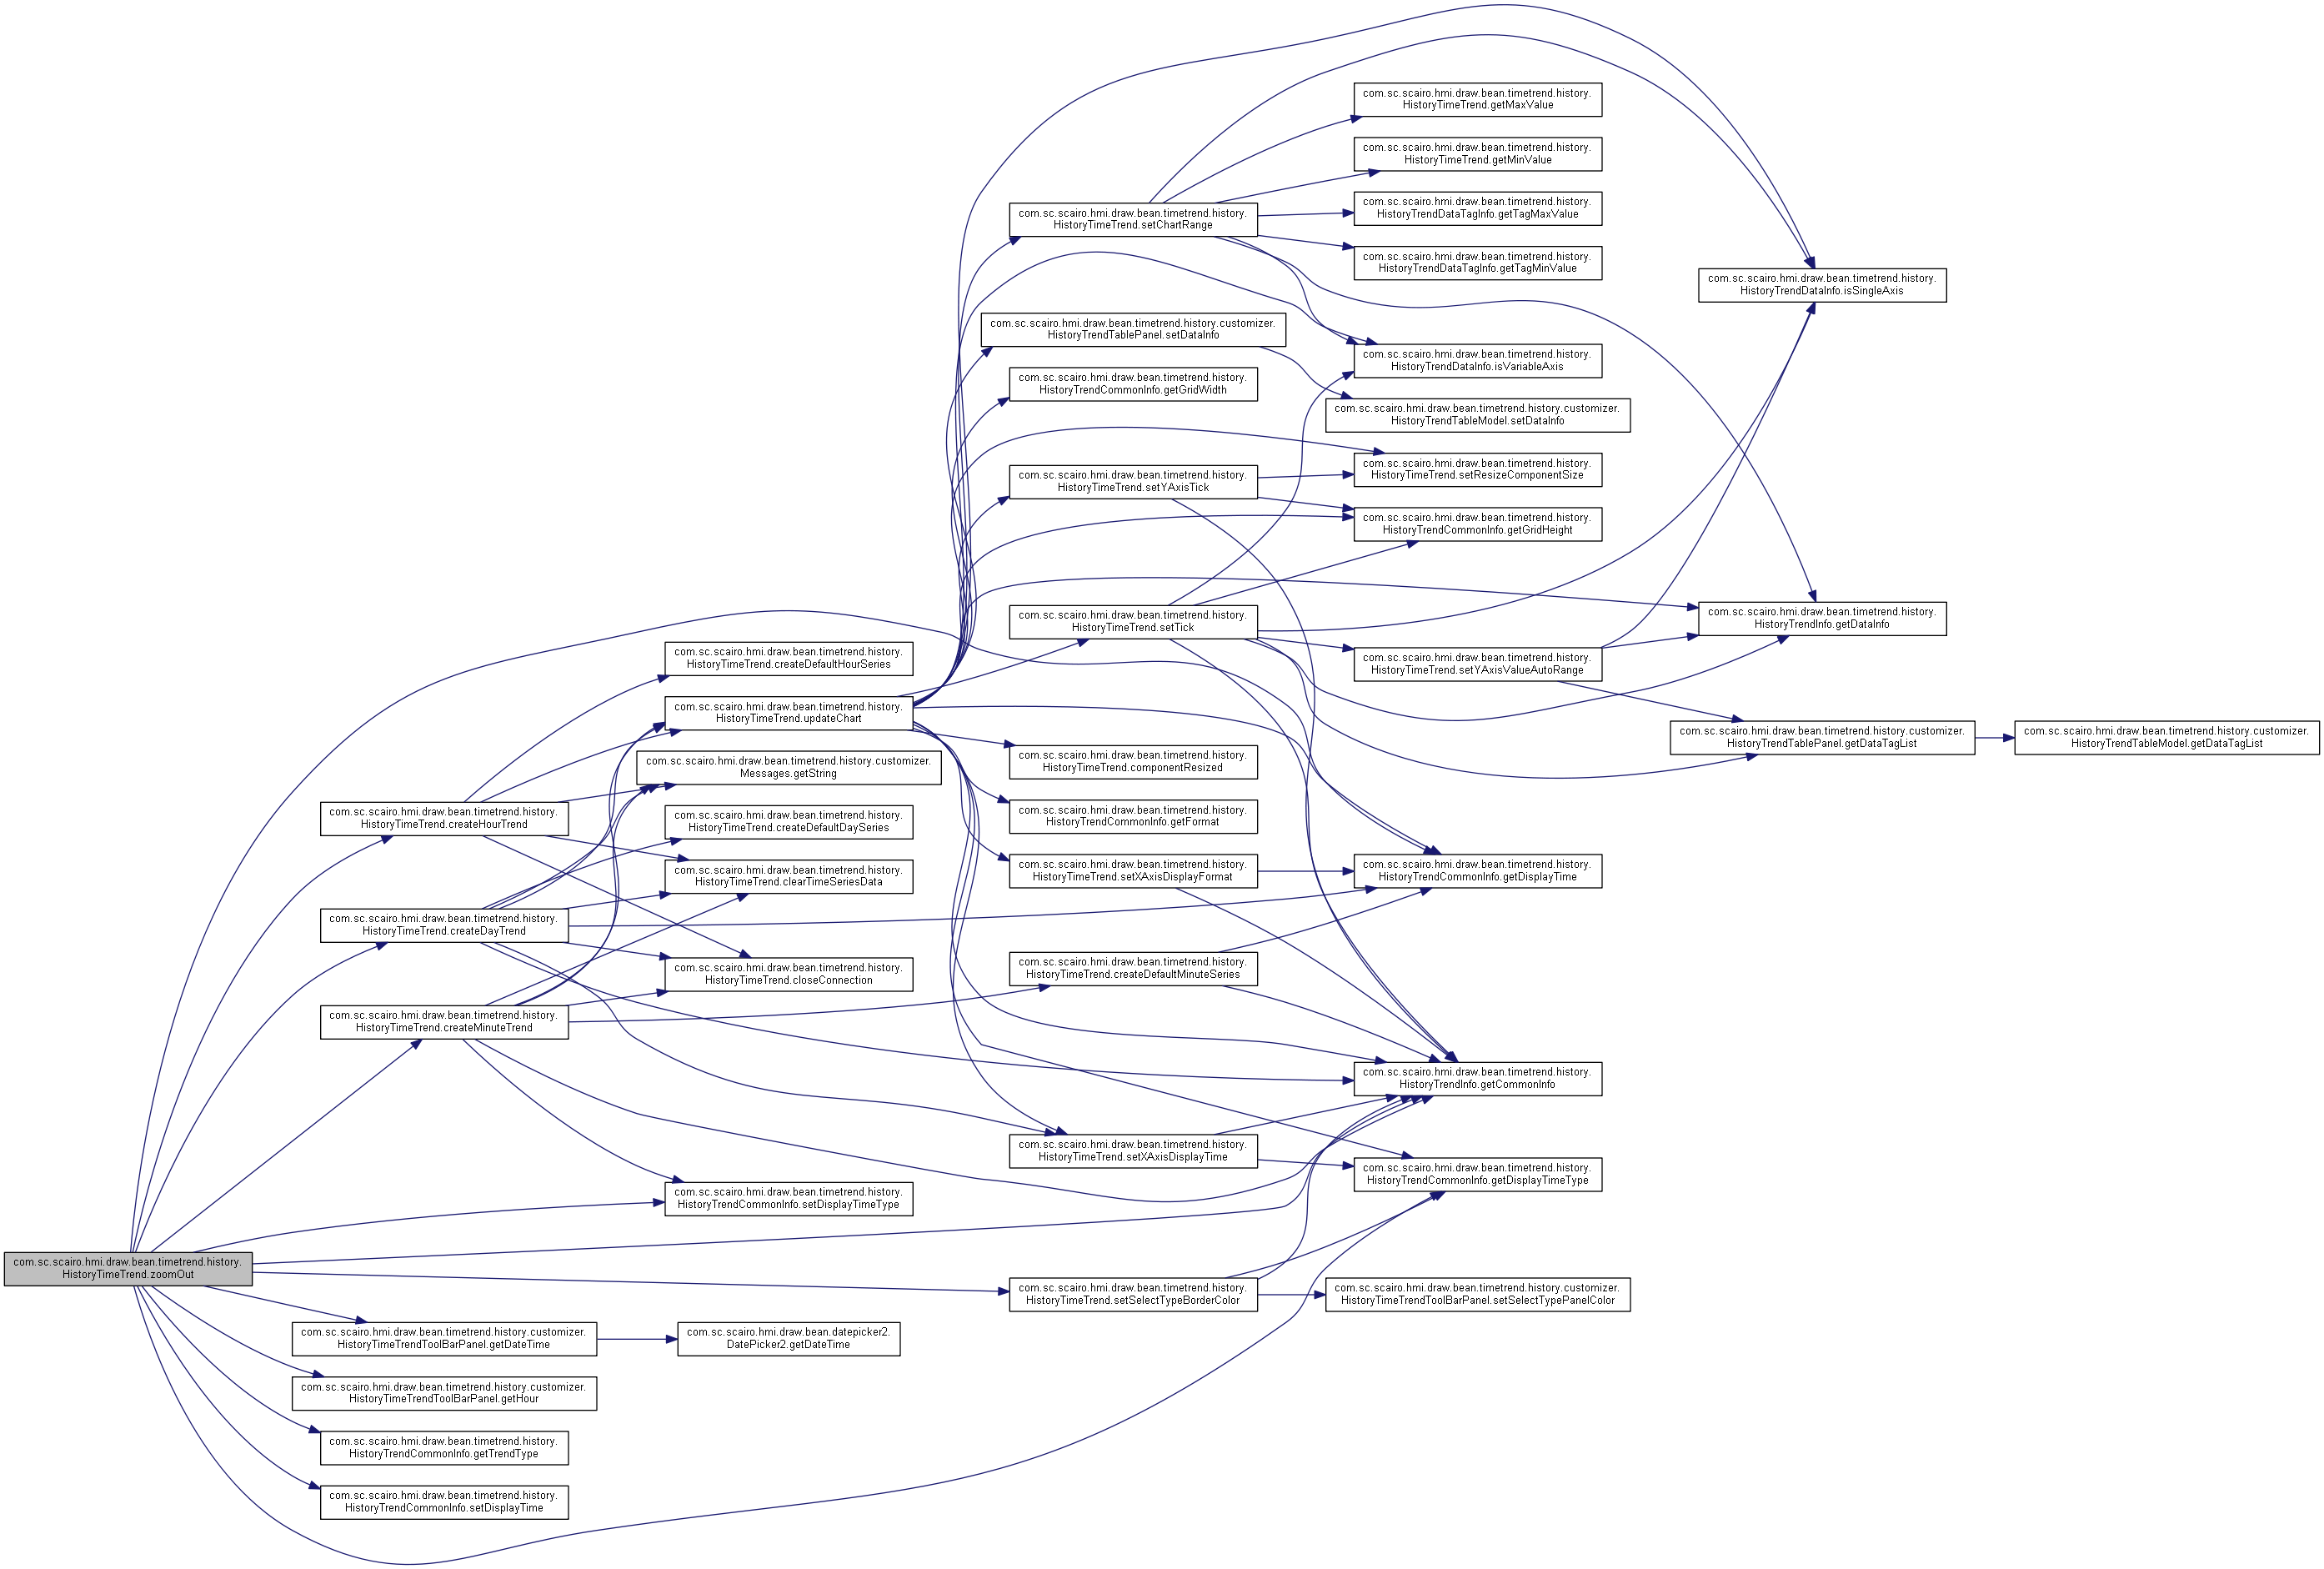 com.sc.scairo.hmi.draw.bean.timetrend.history.
HistoryTimeTrend.zoomOut
com.sc.scairo.hmi.draw.bean.timetrend.history.
HistoryTimeTrend.createHourTrend
com.sc.scairo.hmi.draw.bean.timetrend.history.
HistoryTimeTrend.createDayTrend
com.sc.scairo.hmi.draw.bean.timetrend.history.
HistoryTimeTrend.createMinuteTrend
com.sc.scairo.hmi.draw.bean.timetrend.history.customizer.
HistoryTimeTrendToolBarPanel.getDateTime
com.sc.scairo.hmi.draw.bean.timetrend.history.customizer.
HistoryTimeTrendToolBarPanel.getHour
com.sc.scairo.hmi.draw.bean.timetrend.history.
HistoryTrendCommonInfo.getTrendType
com.sc.scairo.hmi.draw.bean.timetrend.history.
HistoryTrendCommonInfo.setDisplayTime
com.sc.scairo.hmi.draw.bean.timetrend.history.
HistoryTimeTrend.createDefaultHourSeries
com.sc.scairo.hmi.draw.bean.timetrend.history.
HistoryTimeTrend.updateChart
com.sc.scairo.hmi.draw.bean.timetrend.history.customizer.
Messages.getString
com.sc.scairo.hmi.draw.bean.timetrend.history.
HistoryTimeTrend.createDefaultDaySeries
com.sc.scairo.hmi.draw.bean.timetrend.history.
HistoryTimeTrend.clearTimeSeriesData
com.sc.scairo.hmi.draw.bean.timetrend.history.
HistoryTimeTrend.closeConnection
com.sc.scairo.hmi.draw.bean.timetrend.history.
HistoryTrendCommonInfo.setDisplayTimeType
com.sc.scairo.hmi.draw.bean.datepicker2.
DatePicker2.getDateTime
com.sc.scairo.hmi.draw.bean.timetrend.history.
HistoryTimeTrend.setChartRange
com.sc.scairo.hmi.draw.bean.timetrend.history.customizer.
HistoryTrendTablePanel.setDataInfo
com.sc.scairo.hmi.draw.bean.timetrend.history.
HistoryTrendCommonInfo.getGridWidth
com.sc.scairo.hmi.draw.bean.timetrend.history.
HistoryTimeTrend.setYAxisTick
com.sc.scairo.hmi.draw.bean.timetrend.history.
HistoryTimeTrend.setTick
com.sc.scairo.hmi.draw.bean.timetrend.history.
HistoryTimeTrend.componentResized
com.sc.scairo.hmi.draw.bean.timetrend.history.
HistoryTrendCommonInfo.getFormat
com.sc.scairo.hmi.draw.bean.timetrend.history.
HistoryTimeTrend.setXAxisDisplayFormat
com.sc.scairo.hmi.draw.bean.timetrend.history.
HistoryTimeTrend.createDefaultMinuteSeries
com.sc.scairo.hmi.draw.bean.timetrend.history.
HistoryTimeTrend.setXAxisDisplayTime
com.sc.scairo.hmi.draw.bean.timetrend.history.
HistoryTimeTrend.setSelectTypeBorderColor
com.sc.scairo.hmi.draw.bean.timetrend.history.
HistoryTimeTrend.getMaxValue
com.sc.scairo.hmi.draw.bean.timetrend.history.
HistoryTimeTrend.getMinValue
com.sc.scairo.hmi.draw.bean.timetrend.history.
HistoryTrendDataTagInfo.getTagMaxValue
com.sc.scairo.hmi.draw.bean.timetrend.history.
HistoryTrendDataTagInfo.getTagMinValue
com.sc.scairo.hmi.draw.bean.timetrend.history.
HistoryTrendDataInfo.isVariableAxis
com.sc.scairo.hmi.draw.bean.timetrend.history.customizer.
HistoryTrendTableModel.setDataInfo
com.sc.scairo.hmi.draw.bean.timetrend.history.
HistoryTimeTrend.setResizeComponentSize
com.sc.scairo.hmi.draw.bean.timetrend.history.
HistoryTrendCommonInfo.getGridHeight
com.sc.scairo.hmi.draw.bean.timetrend.history.
HistoryTimeTrend.setYAxisValueAutoRange
com.sc.scairo.hmi.draw.bean.timetrend.history.
HistoryTrendCommonInfo.getDisplayTime
com.sc.scairo.hmi.draw.bean.timetrend.history.
HistoryTrendInfo.getCommonInfo
com.sc.scairo.hmi.draw.bean.timetrend.history.
HistoryTrendCommonInfo.getDisplayTimeType
com.sc.scairo.hmi.draw.bean.timetrend.history.customizer.
HistoryTimeTrendToolBarPanel.setSelectTypePanelColor
com.sc.scairo.hmi.draw.bean.timetrend.history.
HistoryTrendDataInfo.isSingleAxis
com.sc.scairo.hmi.draw.bean.timetrend.history.
HistoryTrendInfo.getDataInfo
com.sc.scairo.hmi.draw.bean.timetrend.history.customizer.
HistoryTrendTablePanel.getDataTagList
com.sc.scairo.hmi.draw.bean.timetrend.history.customizer.
HistoryTrendTableModel.getDataTagList